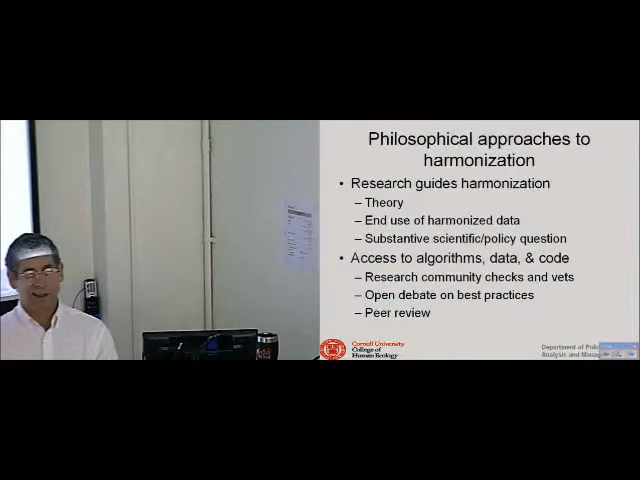 Philosophical approaches to
harmonization
• Research guides harmonization
– Theory
– End use of harmonized data
– Substantive scientific/policy question
• Access to algorithms, data, & code
– Research community checks and vets
– Open debate on best practices
– Peer review
Cornell University
College of
Human Ecology
Department of
Analysis and